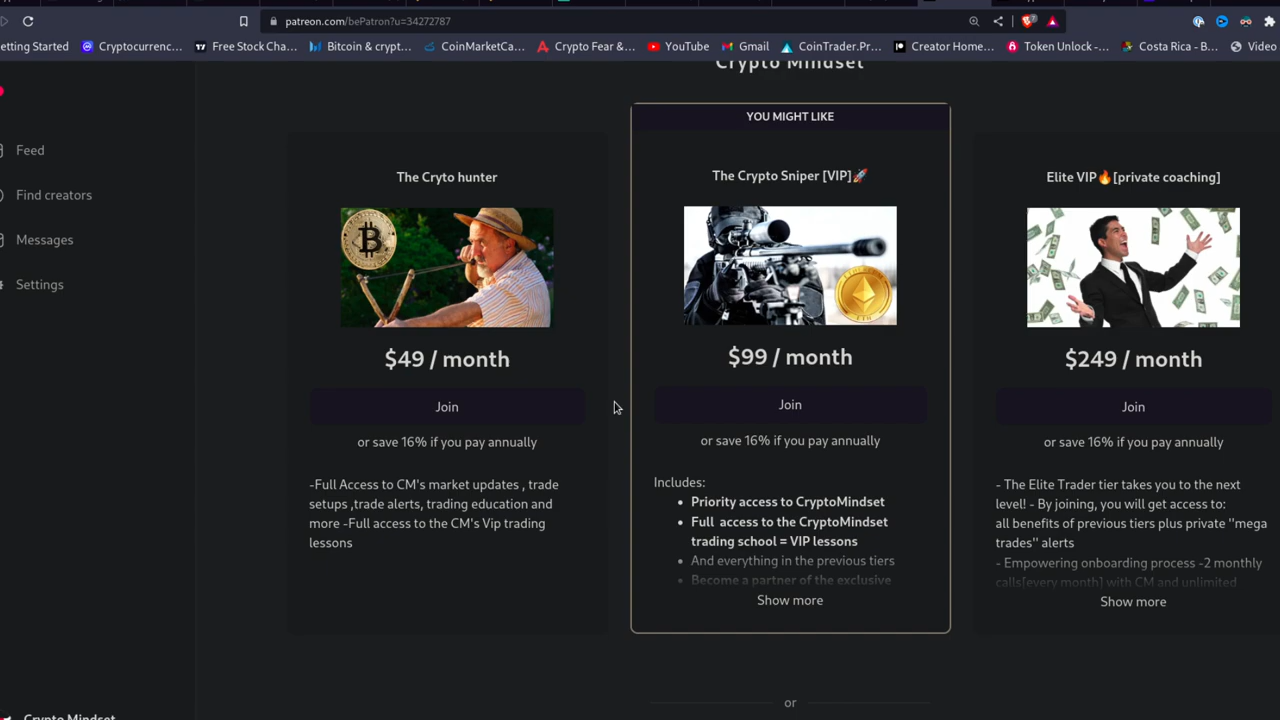 patreon.com/bePatron?u=34272787
etting Started
Cryptocurrenc...
Free Stock Cha...
Bitcoin & crypt...
CoinMarketCa...
Crypto Fear &...
YouTube
Gmail
CoinTrader.Pr...
Creator Home...
Token Unlock -...
Costa Rica - B...
Video
Crypto Mindset
YOU MIGHT LIKE
Feed
Find creators
Messages
Settings
The Cryto hunter
$49 / month
Join
or save 16% if you pay annually
-Full Access to CM's market updates , trade
setups ,trade alerts, trading education and
more -Full access to the CM's Vip trading
lessons
The Crypto Sniper [VIP]🚀
$99 / month
Join
or save 16% if you pay annually
Includes:
Priority access to CryptoMindset
Full access to the CryptoMindset
trading school = VIP lessons
And everything in the previous tiers
Become a partner of the exclusive
Show more
Elite VIP🔥[private coaching]
$249 / month
Join
or save 16% if you pay annually
- The Elite Trader tier takes you to the next
level! - By joining, you will get access to:
all benefits of previous tiers plus private "mega
trades" alerts
- Empowering onboarding process -2 monthly
calls[every month] with CM and unlimited
Show more
or
Crypto Mindset